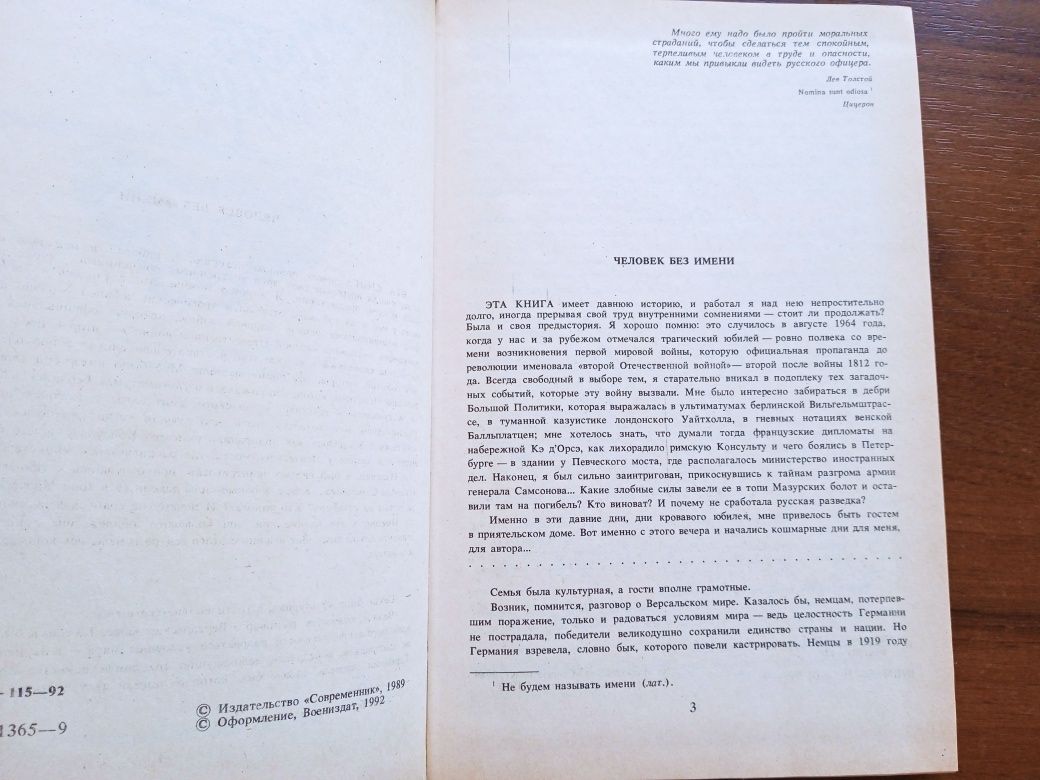 — 115—92
1365—9
© Издательство «Современник», 1989
© Оформление, Воениздат, 1992
Много ему надо было пройти моральных
страданий, чтобы сделаться тем спокойным,
терпеливым человеком в труде и опасности,
каким мы привыкли видеть русского офицера.
Лев Толстой
Nomina sunt odiosa ¹
Цицерон
ЧЕЛОВЕК БЕЗ ИМЕНИ
ЭТА КНИГА имеет давнюю историю, и работал я над нею непростительно
долго, иногда прерывая свой труд внутренними сомнениями — стоит ли продолжать?
Была и своя предыстория. Я хорошо помню: это случилось в августе 1964 года,
когда у нас и за рубежом отмечался трагический юбилей — ровно полвека со вре-
мени возникновения первой мировой войны, которую официальная пропаганда до
революции именовала «второй Отечественной войной»— второй после войны 1812 го-
да. Всегда свободный в выборе тем, я старательно вникал в подоплеку тех загадоч-
ных событий, которые эту войну вызвали. Мне было интересно забираться в дебри
Большой Политики, которая выражалась в ультиматумах берлинской Вильгельмштрас-
се, в туманной казуистике лондонского Уайтхолла, в гневных нотациях венской
Балльплатцен; мне хотелось знать, что думали тогда французские дипломаты на
набережной Кэ д'Орсэ, как лихорадило римскую Консульту и чего боялись в Петер-
бурге — в здании у Певческого моста, где располагалось министерство иностранных
дел. Наконец, я был сильно заинтригован, прикоснувшись к тайнам разгрома армии
генерала Самсонова... Какие злобные силы завели ее в топи Мазурских болот и оста-
вили там на погибель? Кто виноват? И почему не сработала русская разведка?
Именно в эти давние дни, дни кровавого юбилея, мне привелось быть гостем
в приятельском доме. Вот именно с этого вечера и начались кошмарные дни для меня,
для автора...
. . . . . . . . . . . . . . . . . . . . . . . . . . . . . . . . . . . . . .
Семья была культурная, а гости вполне грамотные.
Возник, помнится, разговор о Версальском мире. Казалось бы, немцам, потерпев-
шим поражение, только и радоваться условиям мира — ведь целостность Германии
не пострадала, победители великодушно сохранили единство страны и нации. Но
Германия взревела, словно бык, которого повели кастрировать. Немцы в 1919 году
¹ Не будем называть имени (лат.).
3